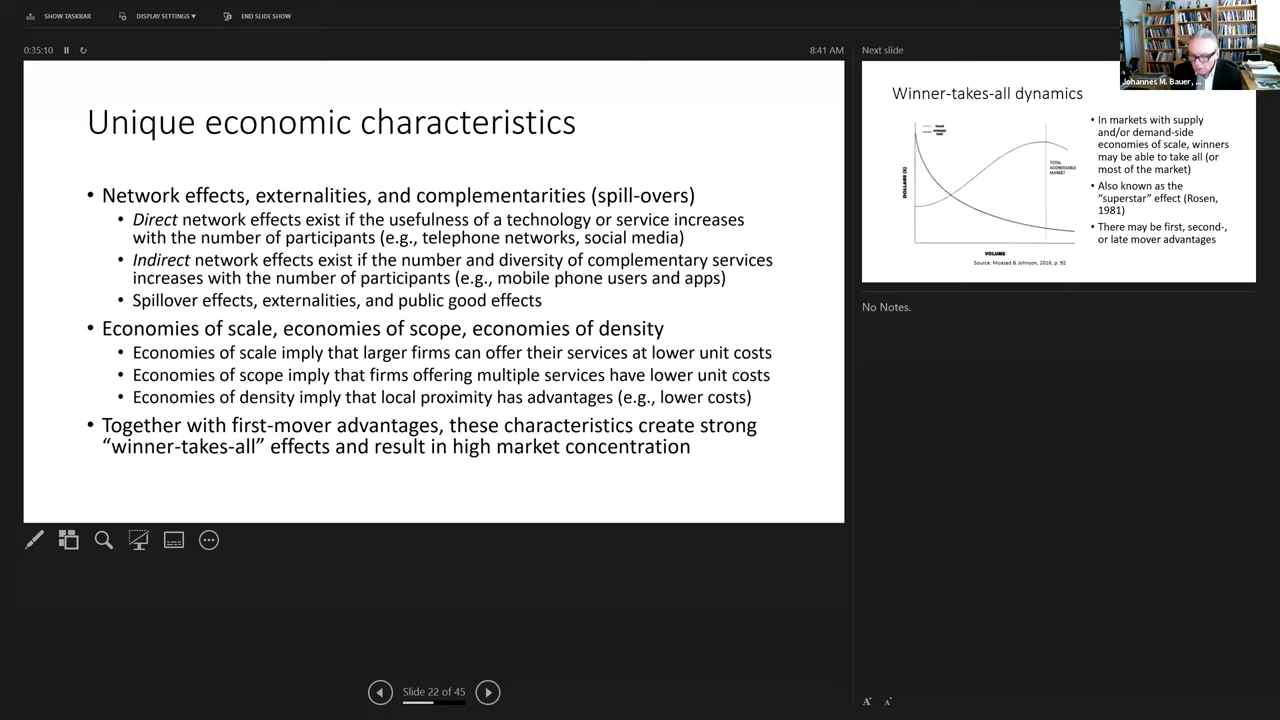 SHOW TASKBAR
DISPLAY SETTINGS ▼
END SLIDE SHOW
0:35:10
8:41 AM
Unique economic characteristics
• Network effects, externalities, and complementarities (spill-overs)
• Direct network effects exist if the usefulness of a technology or service increases
with the number of participants (e.g., telephone networks, social media)
• Indirect network effects exist if the number and diversity of complementary services
increases with the number of participants (e.g., mobile phone users and apps)
• Spillover effects, externalities, and public good effects
• Economies of scale, economies of scope, economies of density
• Economies of scale imply that larger firms can offer their services at lower unit costs
• Economies of scope imply that firms offering multiple services have lower unit costs
• Economies of density imply that local proximity has advantages (e.g., lower costs)
• Together with first-mover advantages, these characteristics create strong
“winner-takes-all” effects and result in high market concentration
Slide 22 of 45
Next slide
Johannes M. Bauer, ...
Winner-takes-all dynamics
DOLLARS ($)
TOTAL
ADDRESSABLE
MARKET
VOLUME
Source: Moazed & Johnson, 2016, p. 92
• In markets with supply
and/or demand-side
economies of scale, winners
may be able to take all (or
most of the market)
• Also known as the
“superstar” effect (Rosen,
1981)
• There may be first, second-,
or late mover advantages
No Notes.
A A